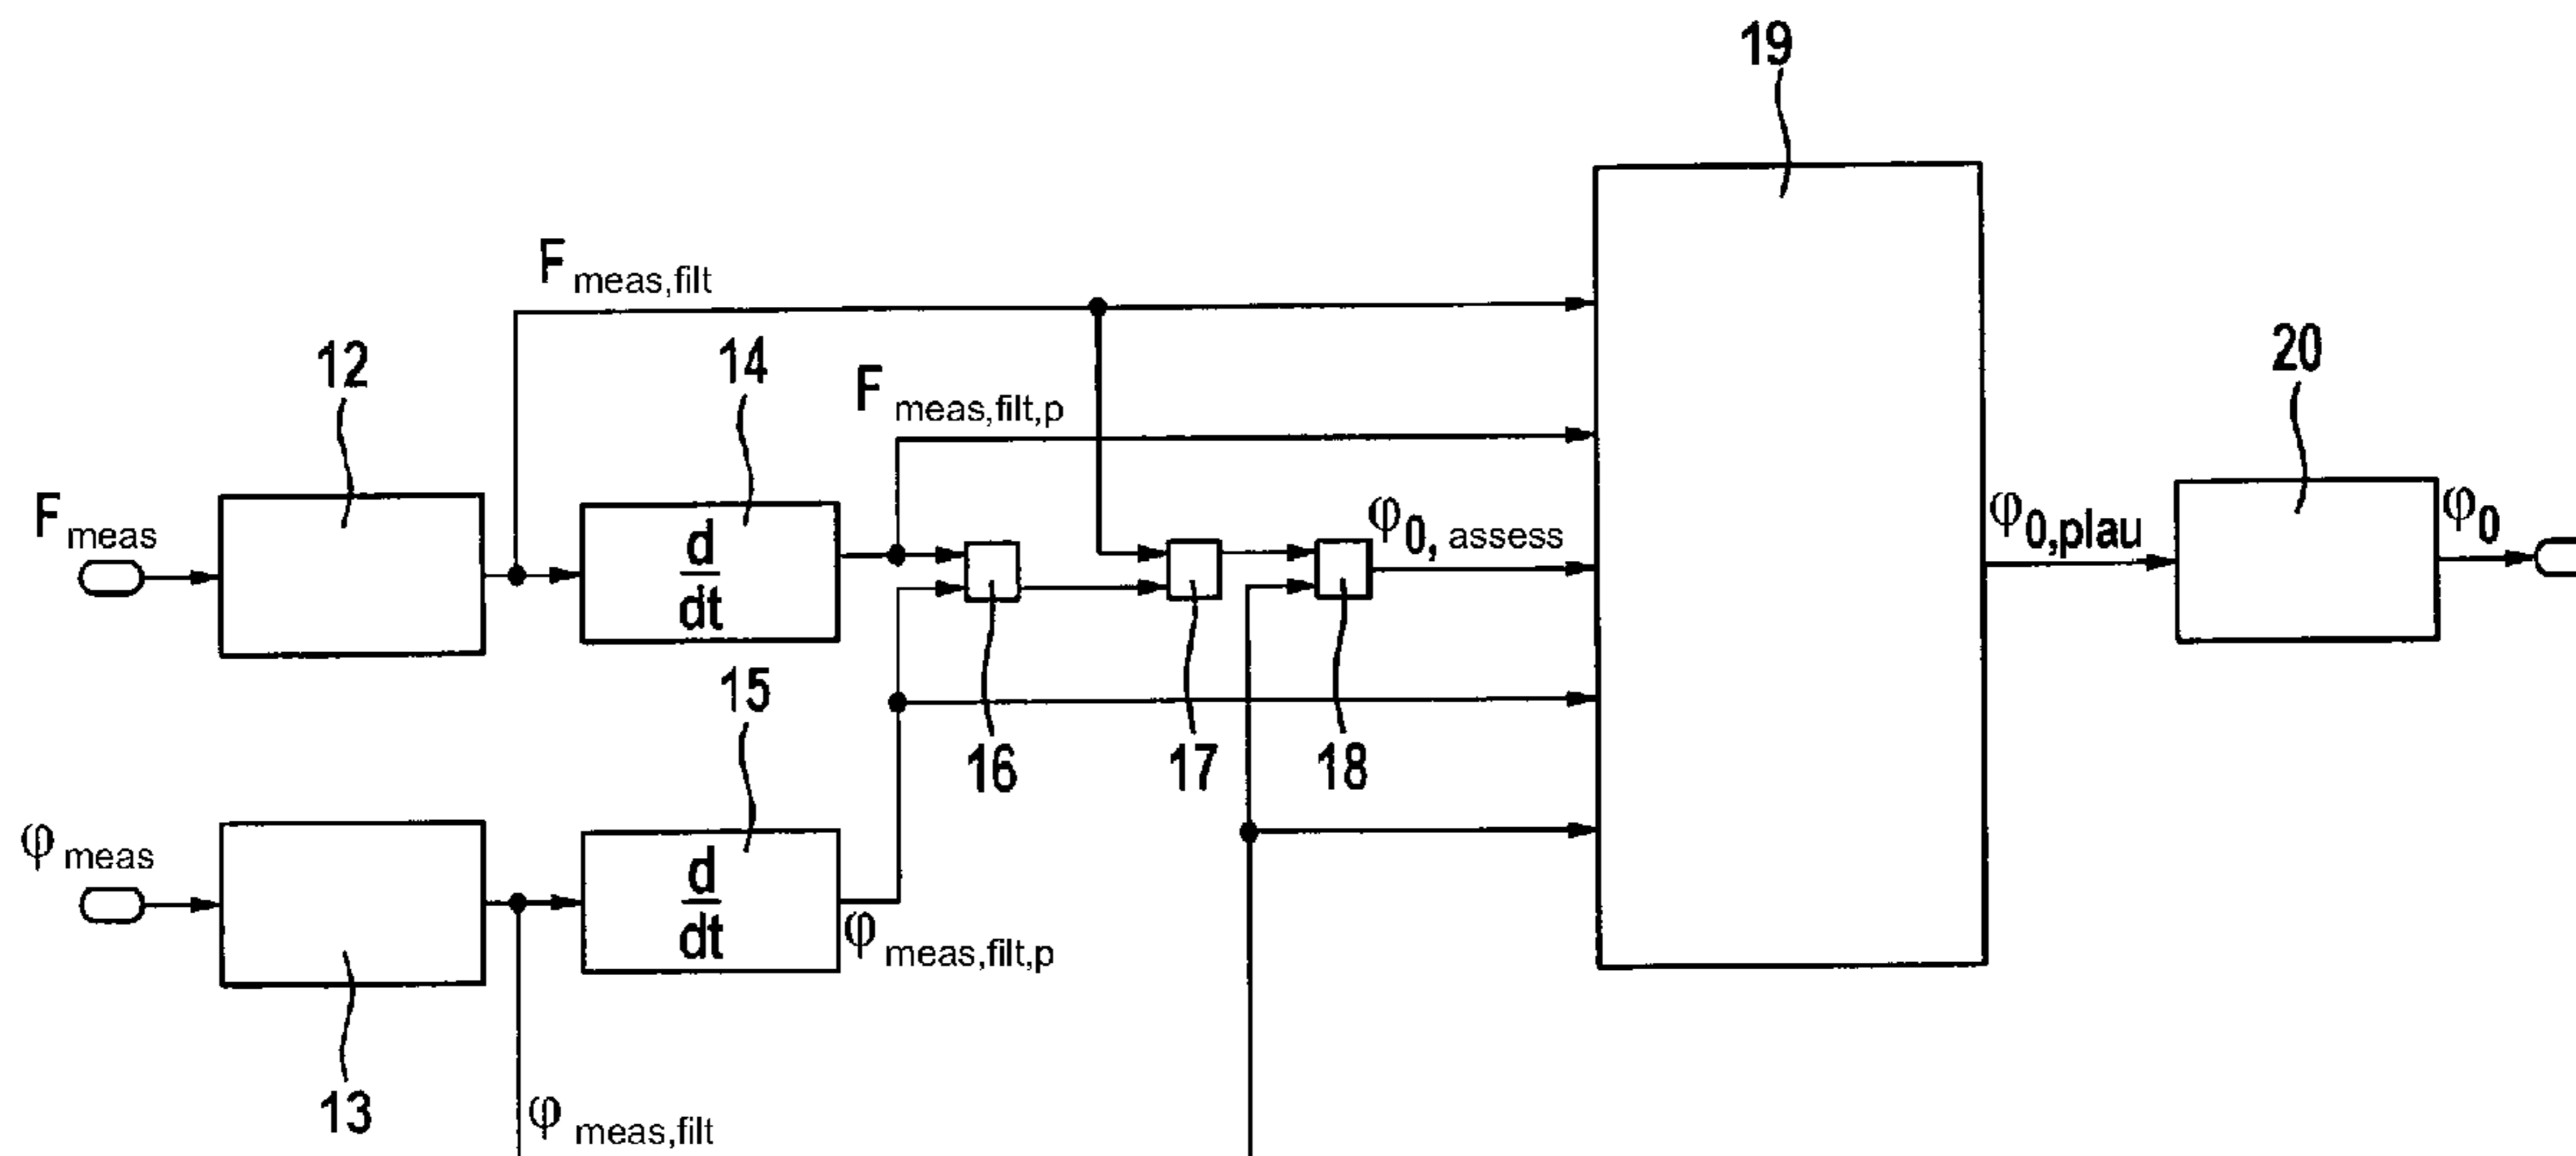 19
F meas,filt
12
14
20
F meas,filt,p
F meas
d
dt
φ0, assess
φ0,plau
φ0
15
16
17
18
φ meas
d
dt
φ meas,filt,p
13
φ meas,filt